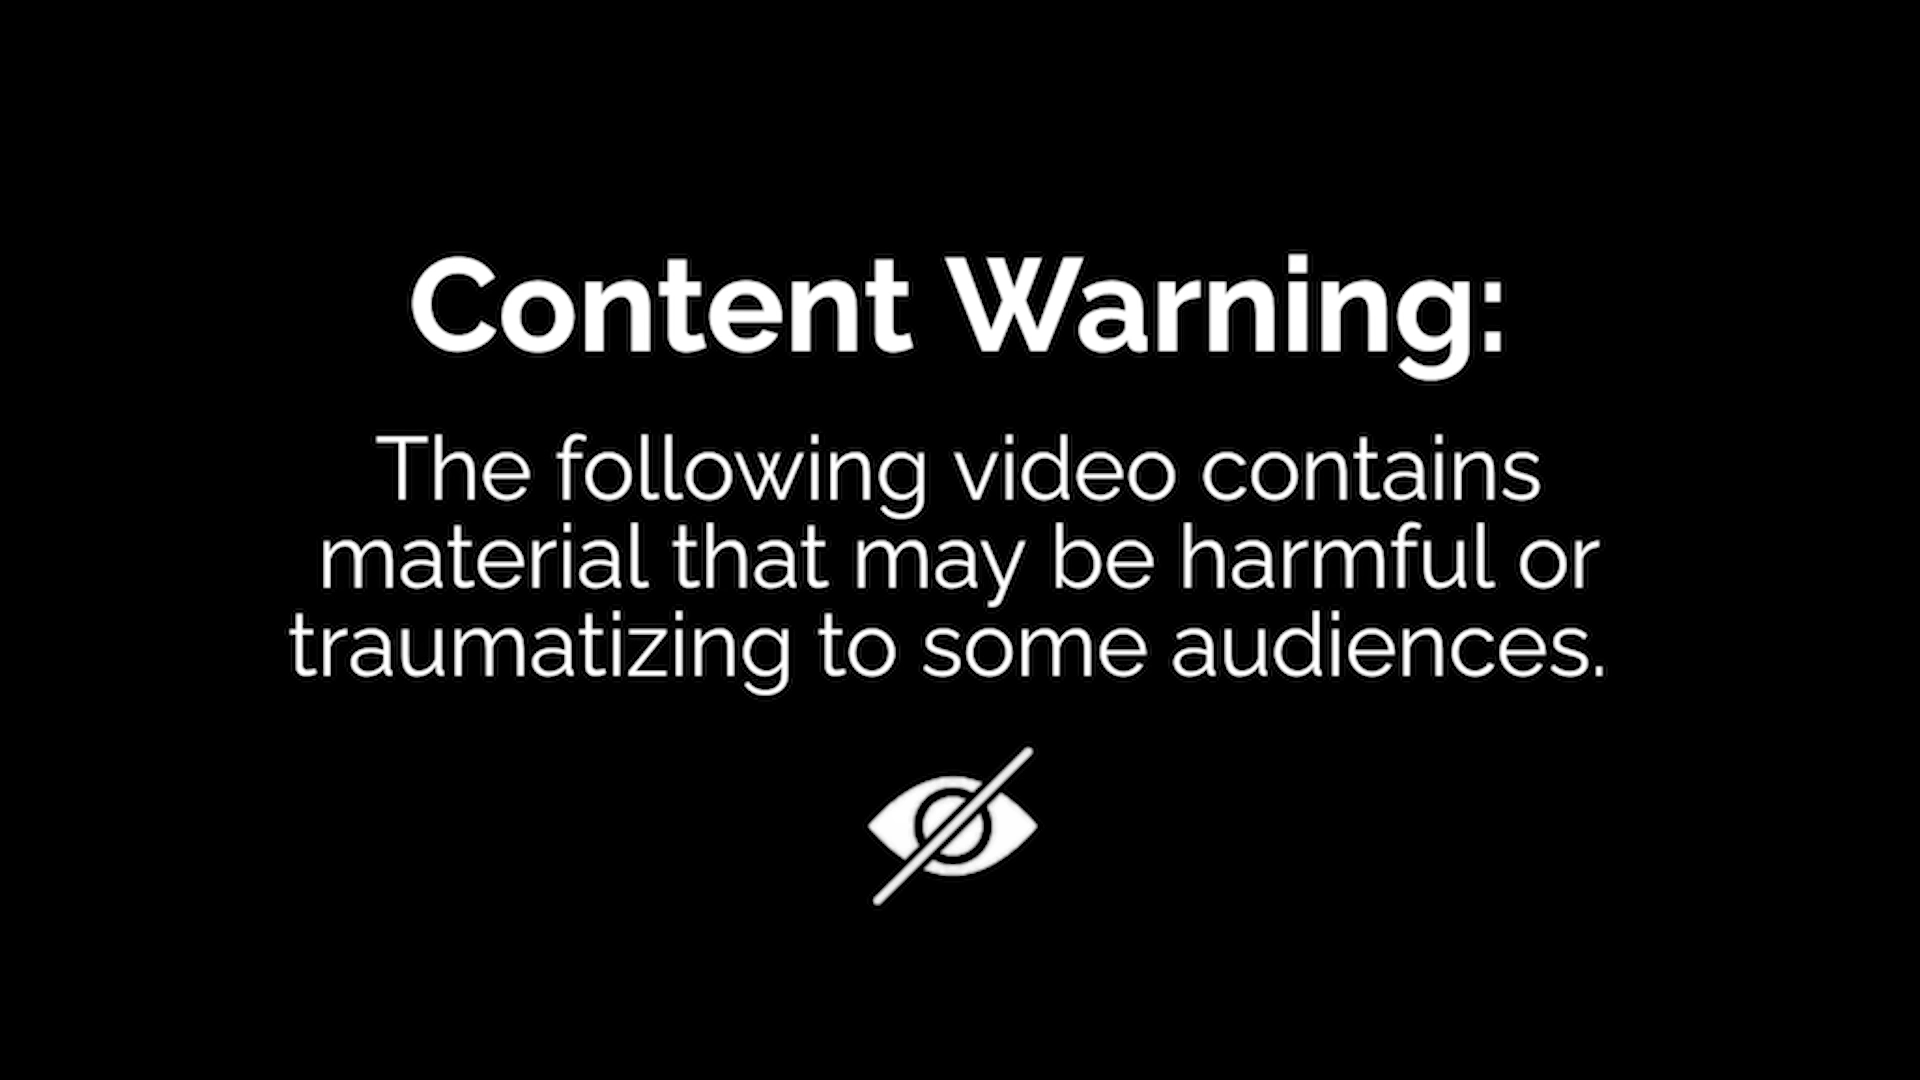 Content Warning:
The following video contains
material that may be harmful or
traumatizing to some audiences.